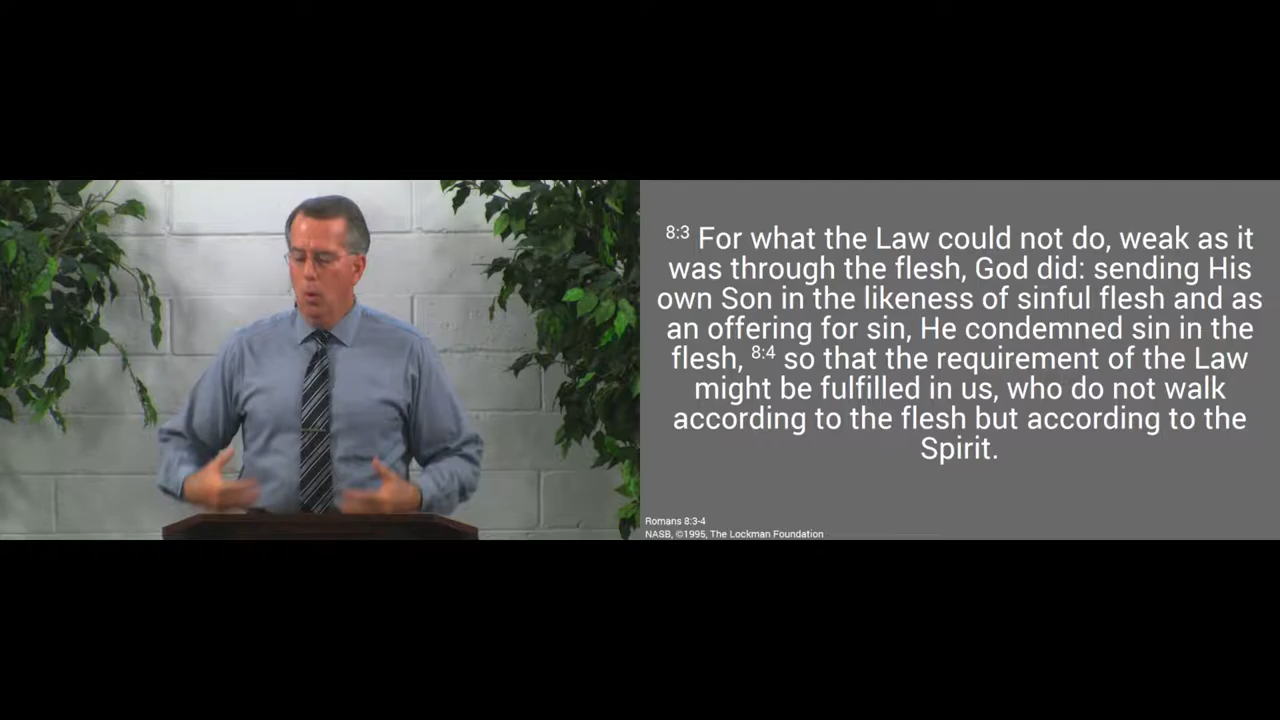 8:3 For what the Law could not do, weak as it
was through the flesh, God did: sending His
own Son in the likeness of sinful flesh and as
an offering for sin, He condemned sin in the
flesh, 8:4 so that the requirement of the Law
might be fulfilled in us, who do not walk
according to the flesh but according to the
Spirit.
Romans 8:3-4
NASB, ©1995, The Lockman Foundation